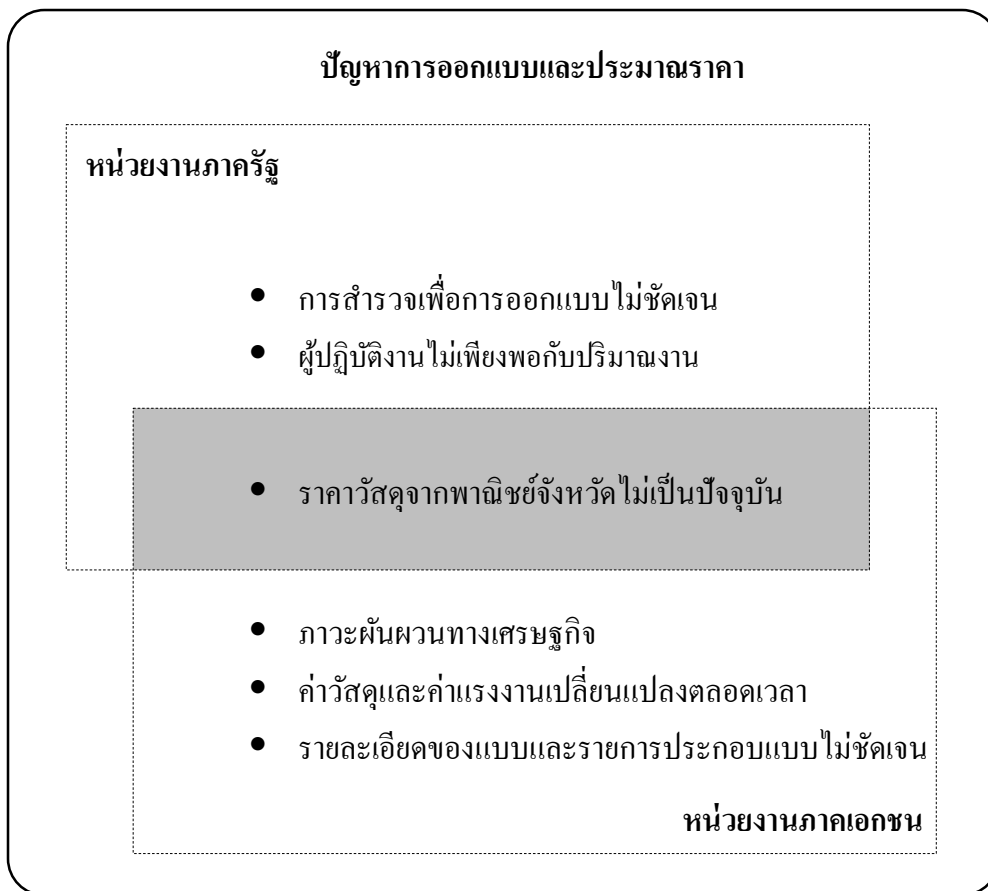 ปัญหาการออกแบบและประมาณราคา
หน่วยงานภาครัฐ
● การสำรวจเพื่อการออกแบบไม่ชัดเจน
● ผู้ปฏิบัติงานไม่เพียงพอกับปริมาณงาน
● ราคาวัสดุจากพาณิชย์จังหวัดไม่เป็นปัจจุบัน
● ภาวะผันผวนทางเศรษฐกิจ
● ค่าวัสดุและค่าแรงงานเปลี่ยนแปลงตลอดเวลา
● รายละเอียดของแบบและรายการประกอบแบบไม่ชัดเจน
หน่วยงานภาคเอกชน